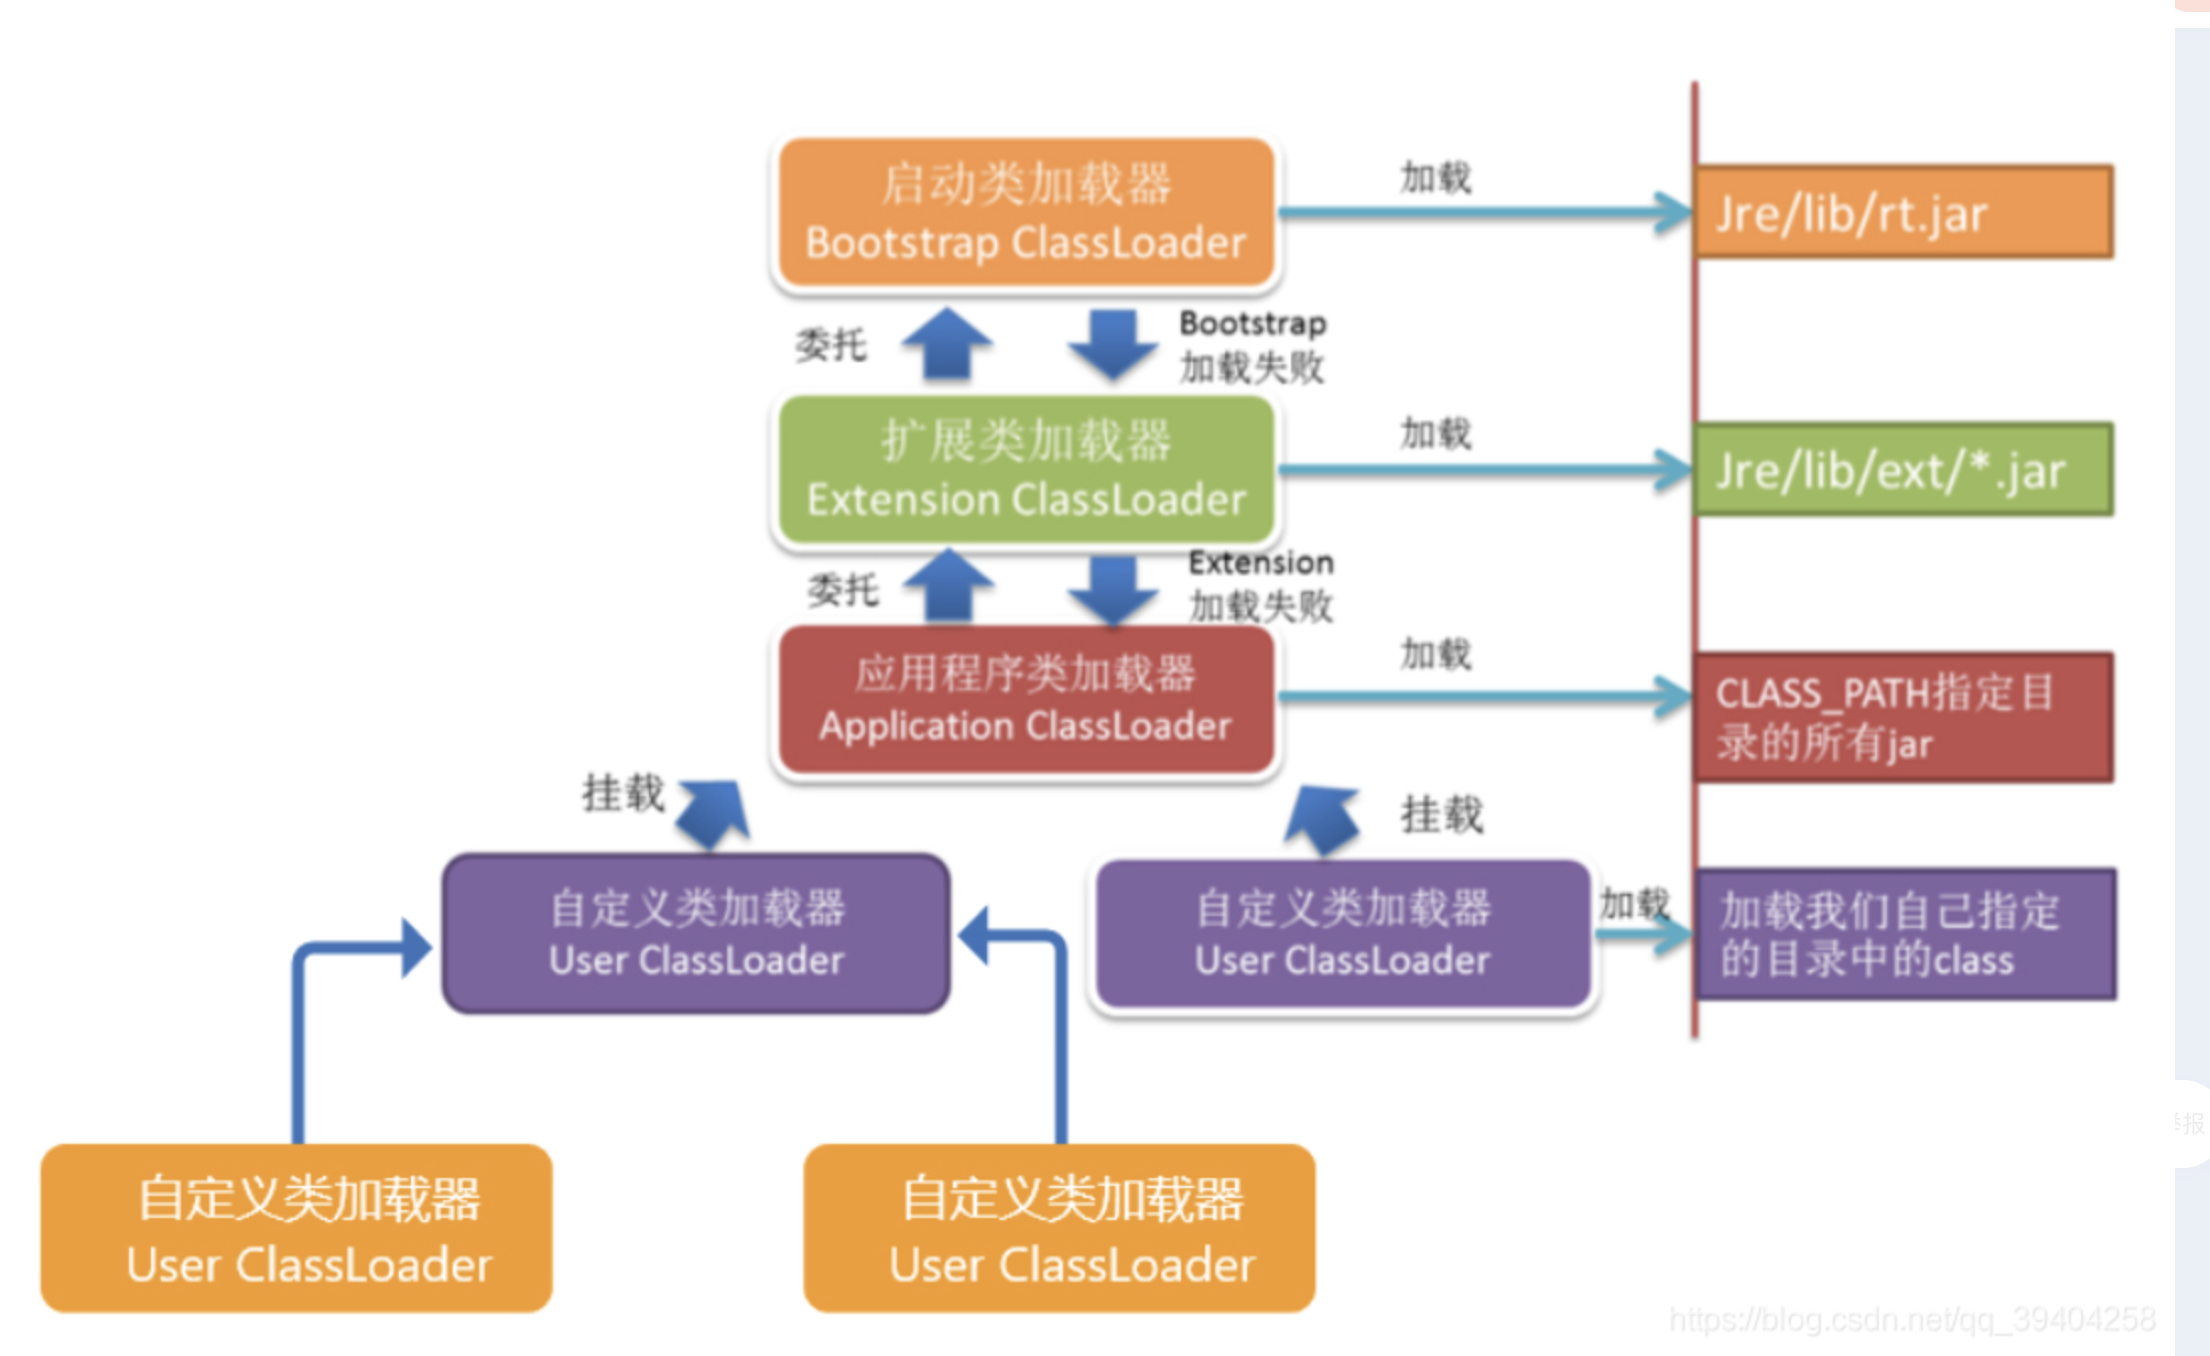 启动类加载器
Bootstrap ClassLoader
加载
Jre/lib/rt.jar
委托
Bootstrap
加载失败
扩展类加载器
Extension ClassLoader
加载
Jre/lib/ext/*.jar
委托
Extension
加载失败
应用程序类加载器
Application ClassLoader
加载
CLASS_PATH指定目
录的所有jar
挂载
挂载
自定义类加载器
User ClassLoader
自定义类加载器
User ClassLoader
加载
加载我们自己指定
的目录中的class
自定义类加载器
User ClassLoader
自定义类加载器
User ClassLoader
https://blog.csdn.net/qq_39404258